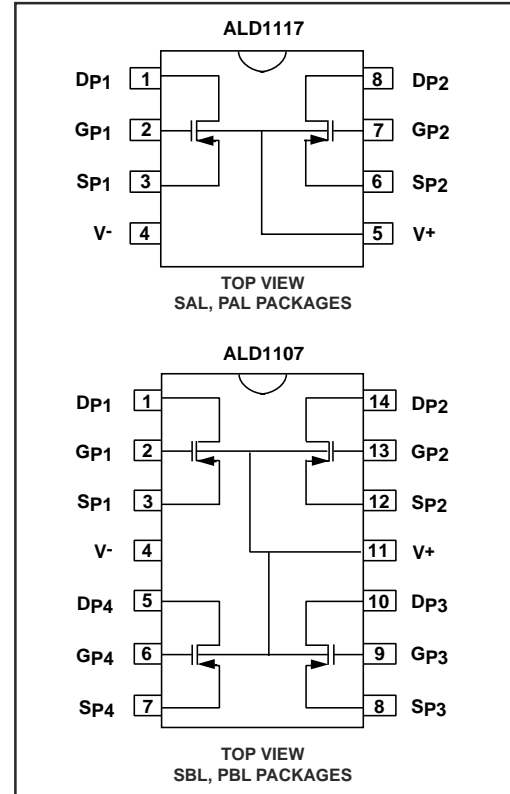 ALD1117
DP1 1 8 DP2
GP1 2 7 GP2
SP1 3 6 SP2
V- 4 5 V+
TOP VIEW
SAL, PAL PACKAGES
ALD1107
DP1 1 14 DP2
GP1 2 13 GP2
SP1 3 12 SP2
V- 4 11 V+
DP4 5 10 DP3
GP4 6 9 GP3
SP4 7 8 SP3
TOP VIEW
SBL, PBL PACKAGES